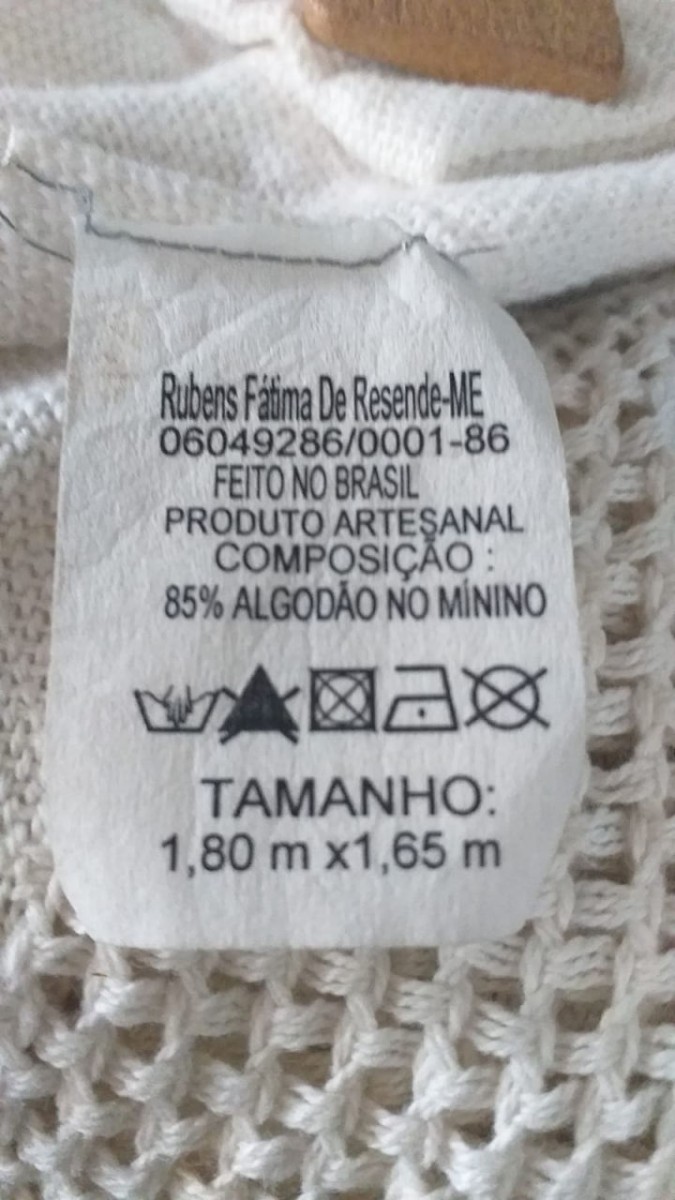 Rubens Fátima De Resende-ME
06049286/0001-86
FEITO NO BRASIL
PRODUTO ARTESANAL
COMPOSIÇÃO :
85% ALGODÃO NO MÍNINO
TAMANHO:
1,80 m x1,65 m